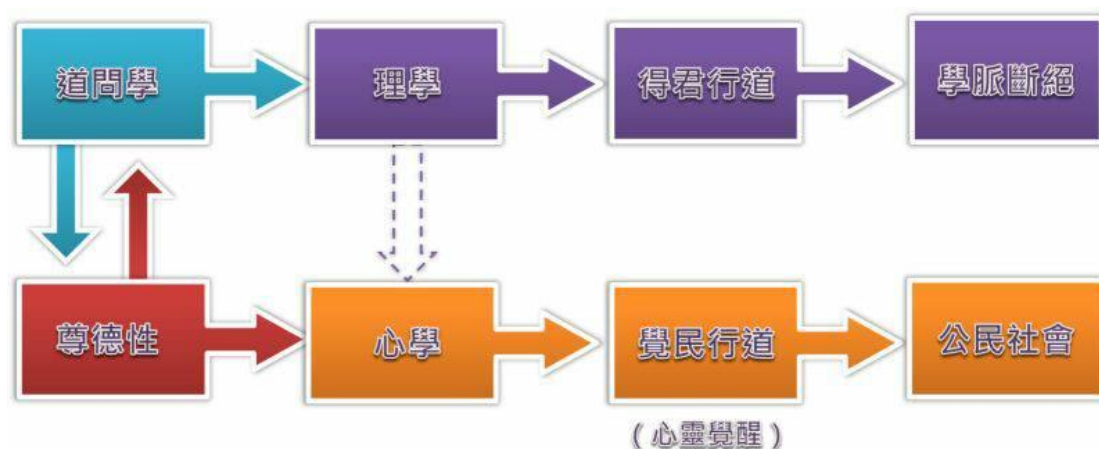 道問學
理學
得君行道
學脈斷絕
尊德性
心學
覺民行道
公民社會
(心靈覺醒)